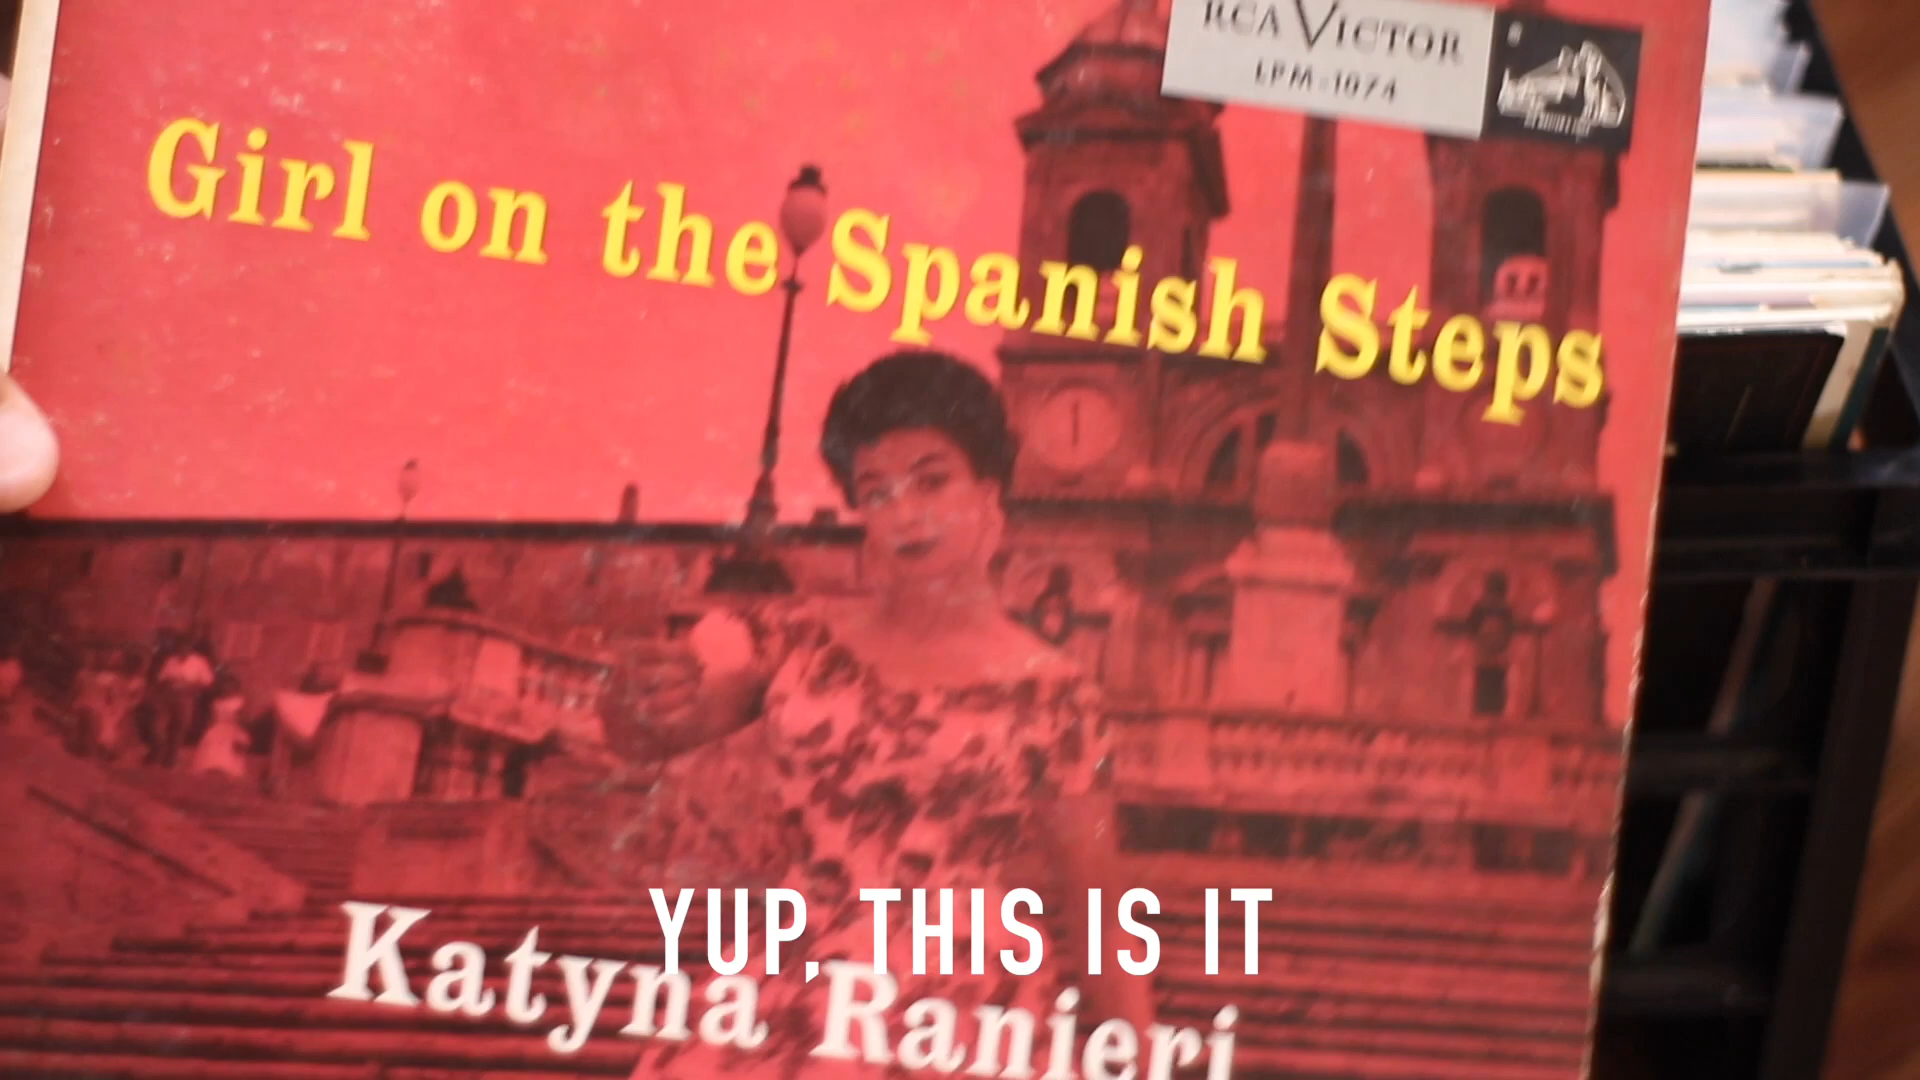 RCA VICTOR
LPM-1074
Girl on the Spanish Steps
YUP, THIS IS IT
Katyna Ranieri